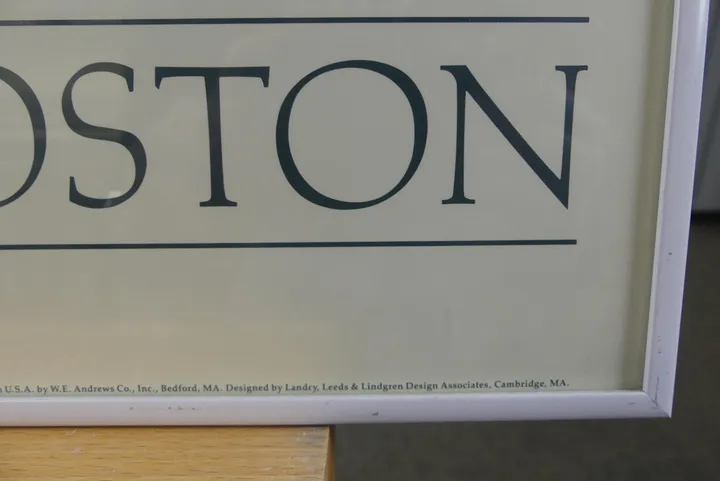 OSTON
U.S.A. by W.E. Andrews Co., Inc., Bedford, MA. Designed by Landry, Leeds & Lindgren Design Associates, Cambridge, MA.